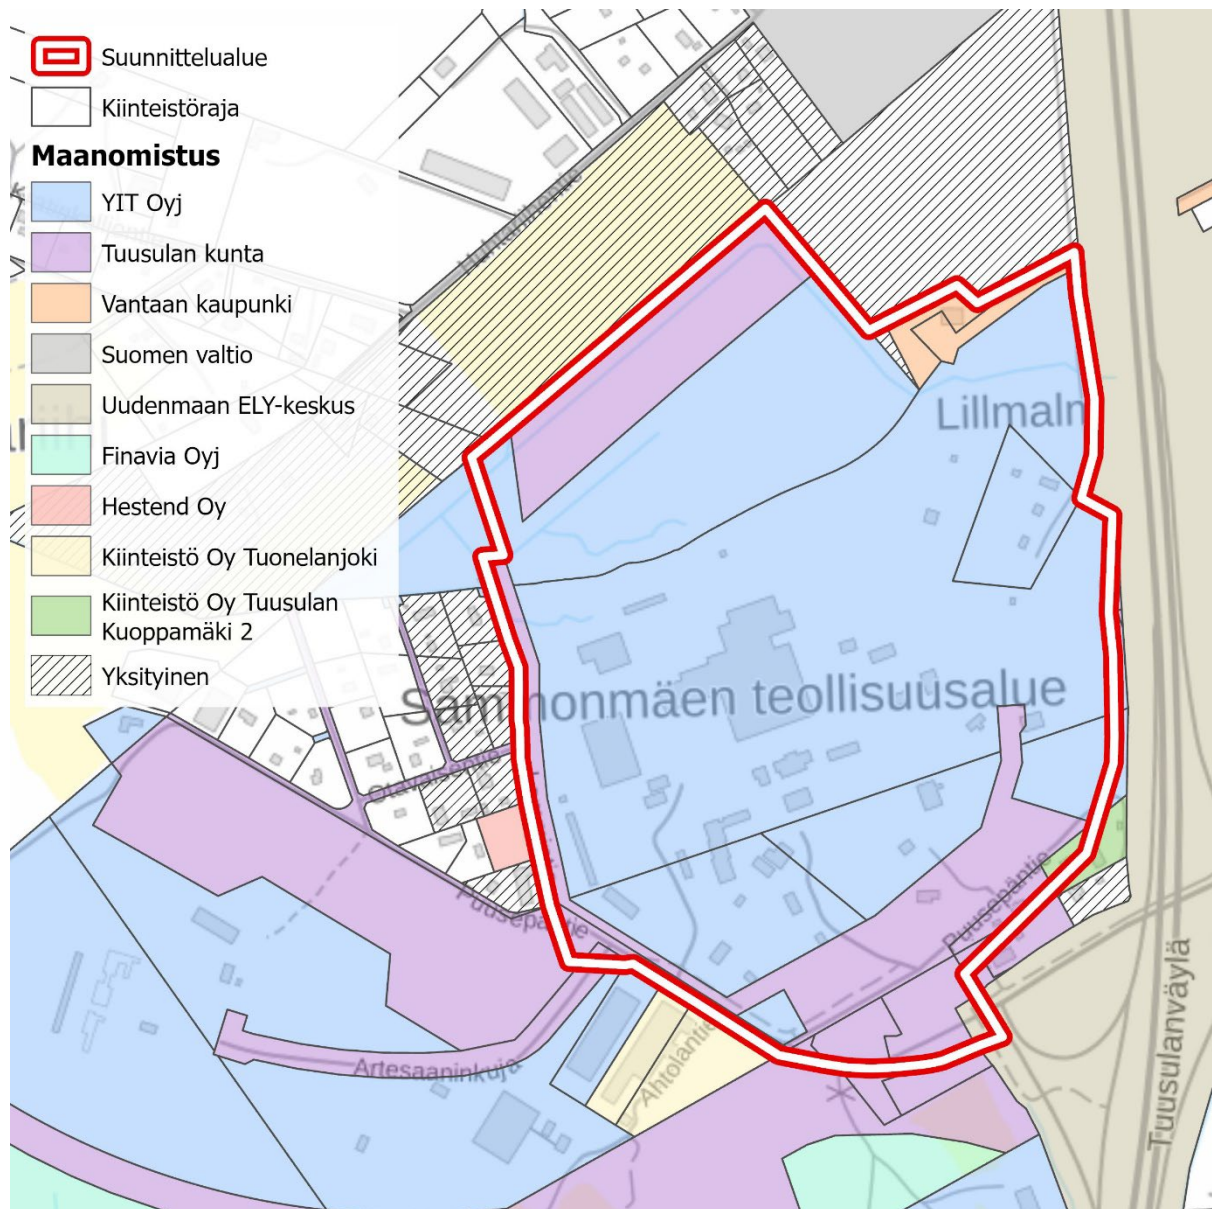 Suunnittelualue
Kiinteistöraja
Maanomistus
YIT Oyj
Tuusulan kunta
Vantaan kaupunki
Suomen valtio
Uudenmaan ELY-keskus
Finavia Oyj
Hestend Oy
Kiinteistö Oy Tuonelanjoki
Kiinteistö Oy Tuusulan
Kuoppamäki 2
Yksityinen
Lillmalm
Sammonmäen teollisuusalue
Puusepäntie
Puusepäntie
Artesaaninkuja
Ahtolantie
Tuusulanväylä